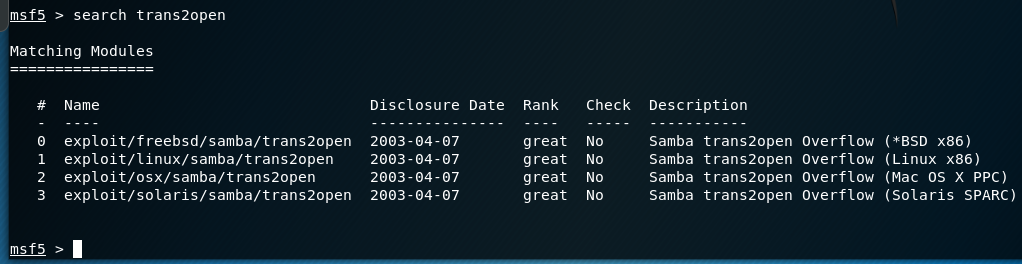 msf5 > search trans2open
Matching Modules
================
#  Name                                Disclosure Date  Rank   Check  Description
-  ----                                ---------------  ----   -----  -----------
0  exploit/freebsd/samba/trans2open  2003-04-07       great  No     Samba trans2open Overflow (*BSD x86)
1  exploit/linux/samba/trans2open    2003-04-07       great  No     Samba trans2open Overflow (Linux x86)
2  exploit/osx/samba/trans2open      2003-04-07       great  No     Samba trans2open Overflow (Mac OS X PPC)
3  exploit/solaris/samba/trans2open  2003-04-07       great  No     Samba trans2open Overflow (Solaris SPARC)
msf5 >